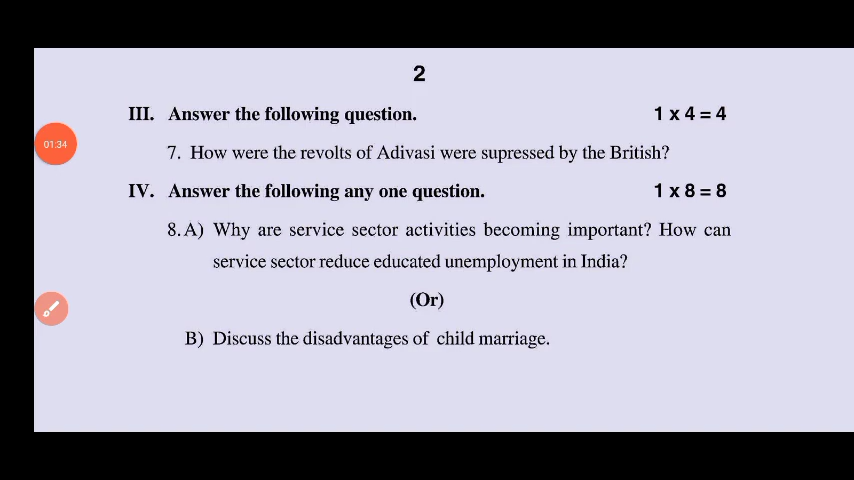 2
III. Answer the following question. 1 x 4 = 4
01:34
7. How were the revolts of Adivasi were supressed by the British?
IV. Answer the following any one question. 1 x 8 = 8
8. A) Why are service sector activities becoming important? How can
service sector reduce educated unemployment in India?
(Or)
B) Discuss the disadvantages of child marriage.